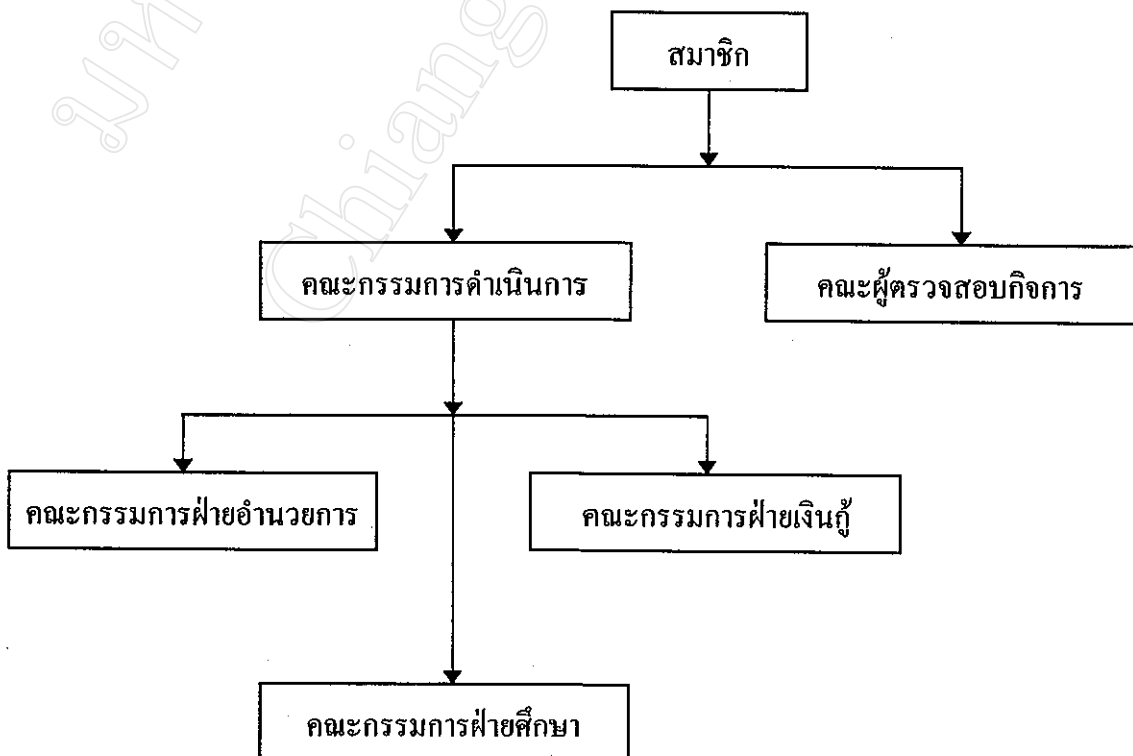 มห
Chiang
สมาชิก
คณะกรรมการดำเนินการ
คณะผู้ตรวจสอบกิจการ
คณะกรรมการฝ่ายอำนวยการ
คณะกรรมการฝ่ายเงินกู้
คณะกรรมการฝ่ายศึกษา